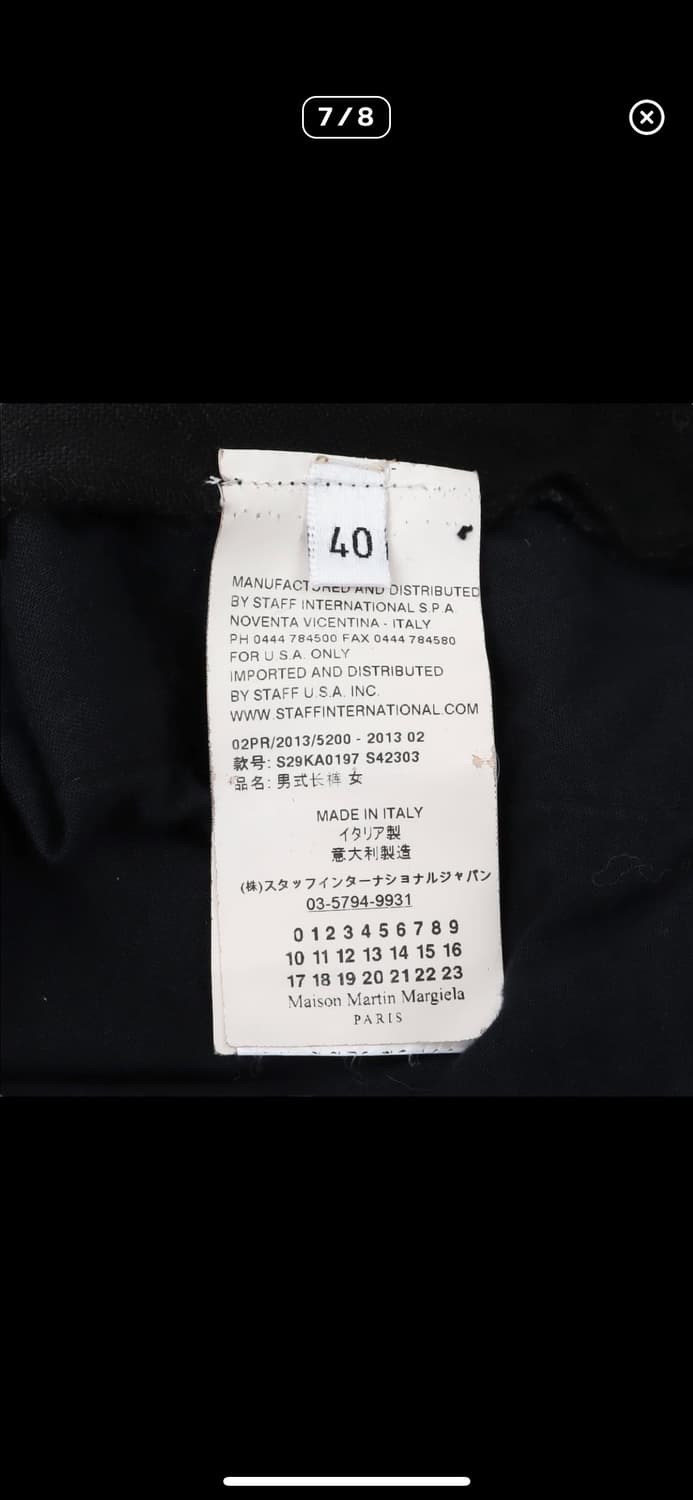 7/8
40
MANUFACTURED AND DISTRIBUTED
BY STAFF INTERNATIONAL S.P.A
NOVENTA VICENTINA - ITALY
PH 0444 784500 FAX 0444 784580
FOR U.S.A. ONLY
IMPORTED AND DISTRIBUTED
BY STAFF U.S.A. INC.
WWW.STAFFINTERNATIONAL.COM
02PR/2013/5200 - 2013 02
款号: S29KA0197 S42303
品名: 男式长裤 女
MADE IN ITALY
イタリア製
意大利製造
(株)スタッフインターナショナルジャパン
03-5794-9931
0 1 2 3 4 5 6 7 8 9
10 11 12 13 14 15 16
17 18 19 20 21 22 23
Maison Martin Margiela
PARIS